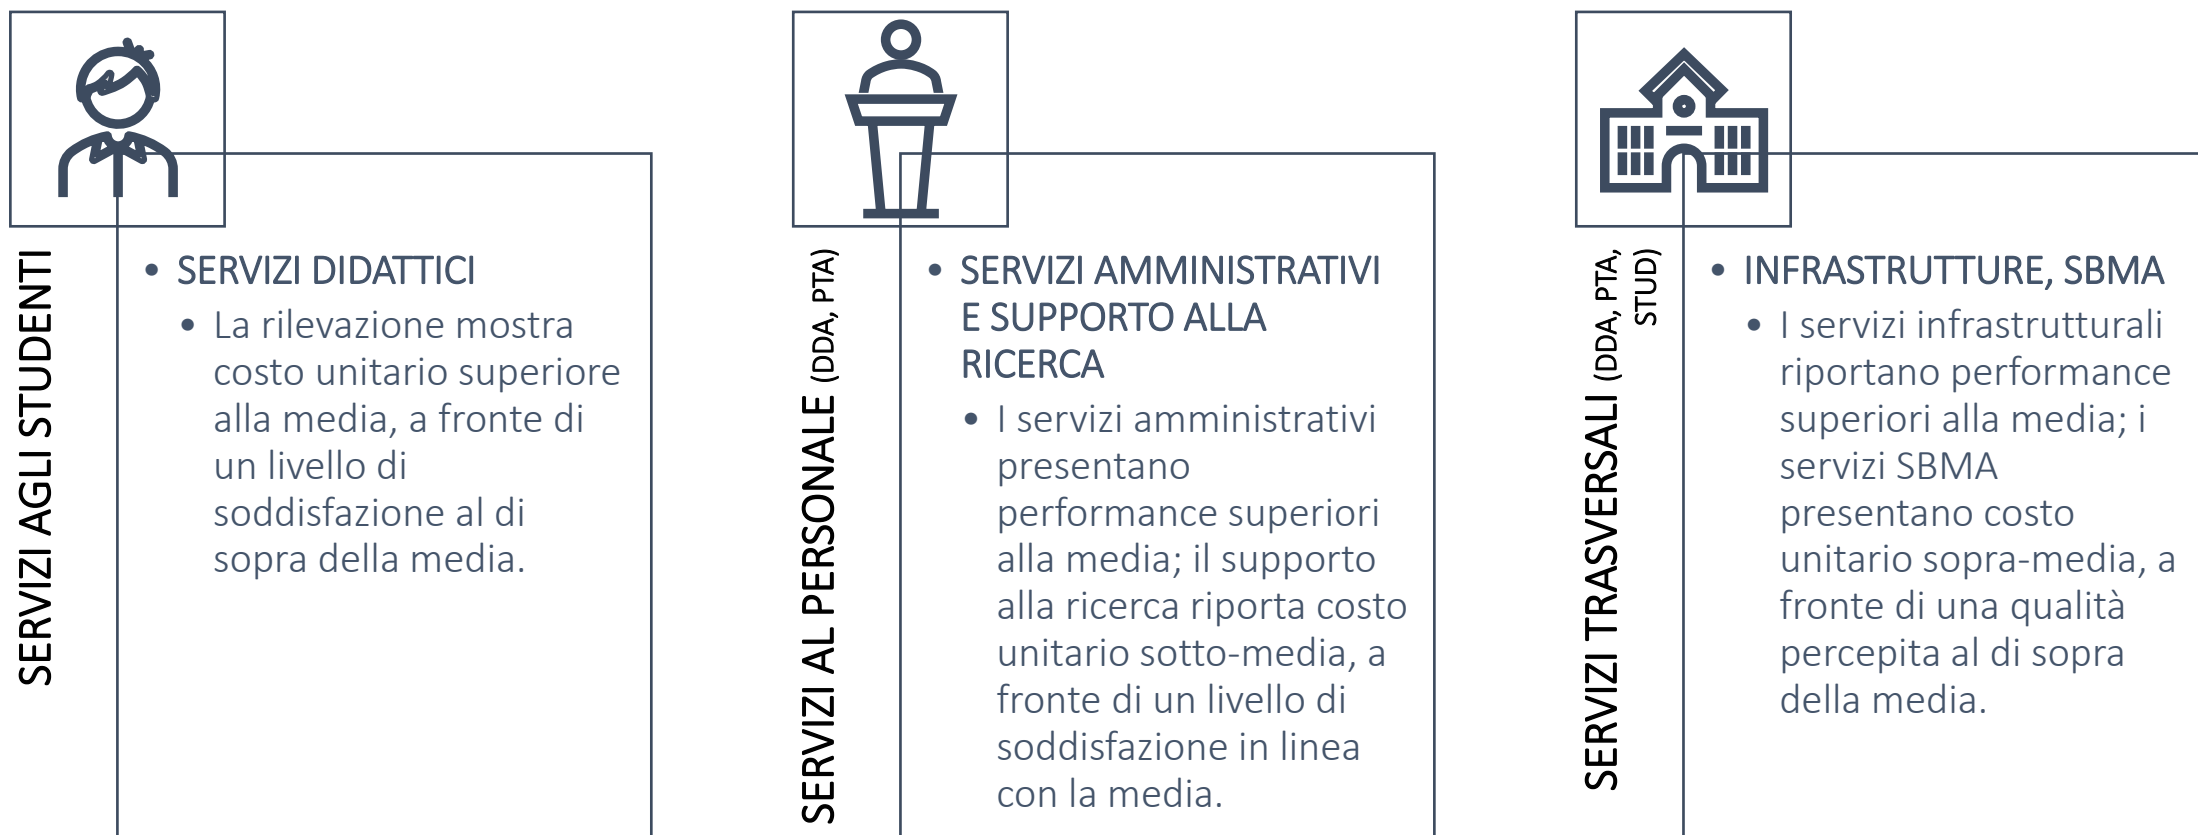 SERVIZI AGLI STUDENTI
• SERVIZI DIDATTICI
• La rilevazione mostra
costo unitario superiore
alla media, a fronte di
un livello di
soddisfazione al di
sopra della media.
SERVIZI AL PERSONALE (DDA, PTA)
• SERVIZI AMMINISTRATIVI
E SUPPORTO ALLA
RICERCA
• I servizi amministrativi
presentano
performance superiori
alla media; il supporto
alla ricerca riporta costo
unitario sotto-media, a
fronte di un livello di
soddisfazione in linea
con la media.
SERVIZI TRASVERSALI (DDA, PTA,
STUD)
• INFRASTRUTTURE, SBMA
• I servizi infrastrutturali
riportano performance
superiori alla media; i
servizi SBMA
presentano costo
unitario sopra-media, a
fronte di una qualità
percepita al di sopra
della media.